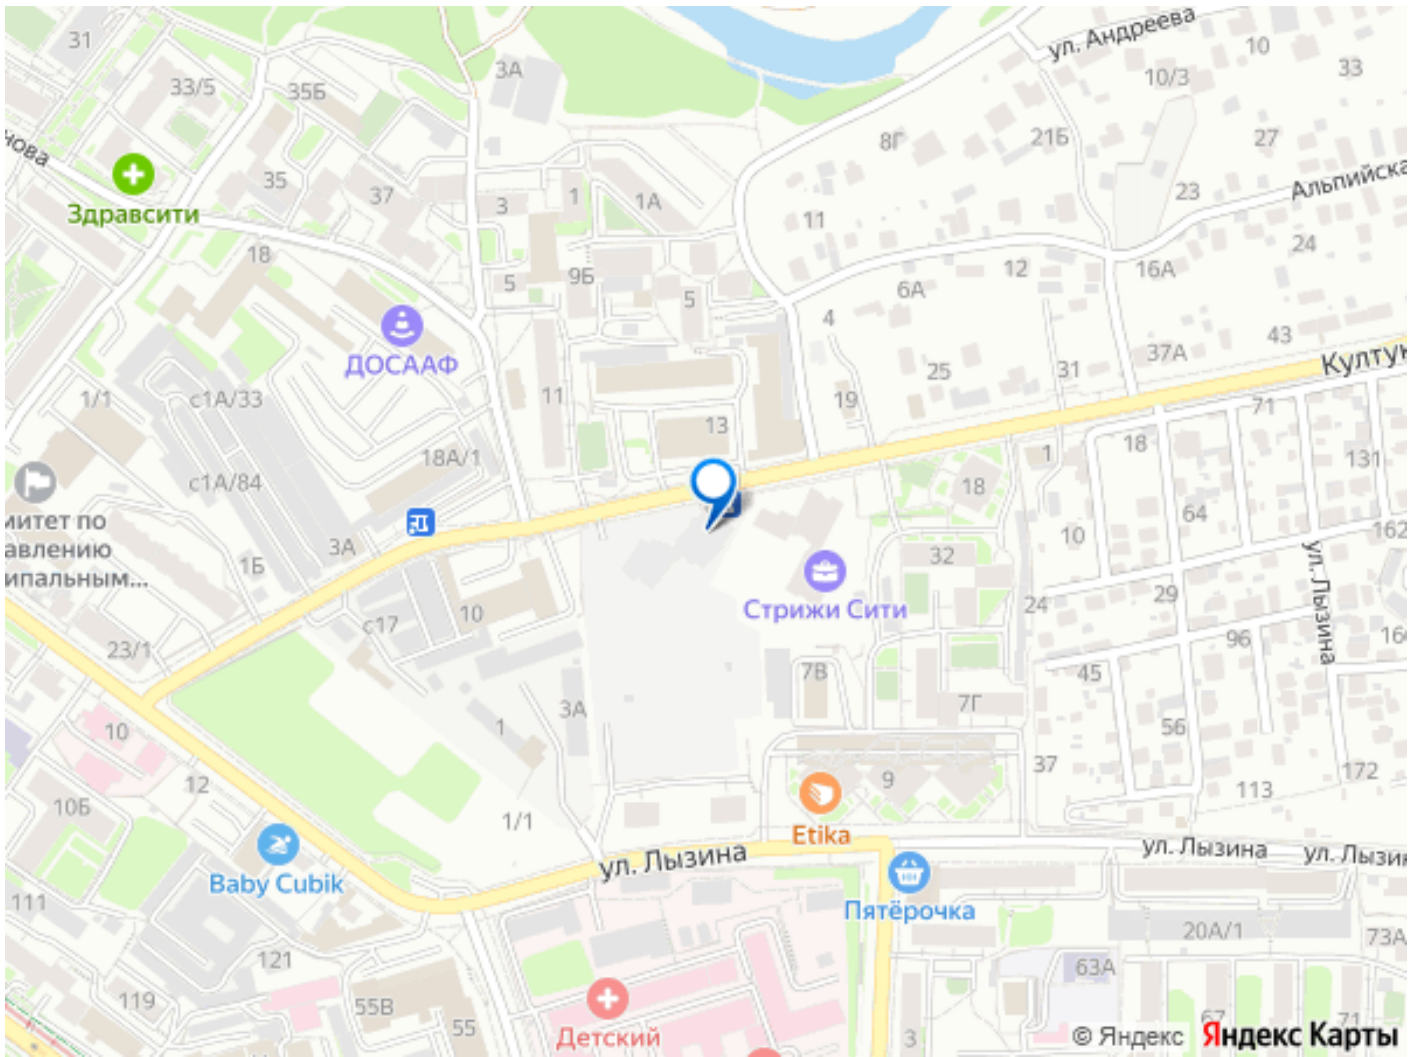 31
33/5
35Б
3А
ул. Андреева
10
10/3
33
нова
Здравсити
35
37
3
1
1А
8Г
21Б
27
23
Альпийска
18
11
24
5
9Б
5
12
16А
6А
4
ДОСААФ
43
37А
Култук
25
31
1/1
с1А/33
11
19
71
13
18А/1
18
1
131
с1А/84
18
64
митет по
авлению
ипальным...
3А
10
162
1Б
32
ул. Лызина
Стрижи Сити
24
29
с17
10
23/1
96
16
7В
45
7Г
3А
1
56
10
12
37
172
9
113
10Б
1/1
Etika
ул. Лызина
ул. Лызина
ул. Лызин
Baby Cubik
Пятёрочка
111
20А/1
73А
121
63А
119
55В
55
Детский
3
67
71
© Яндекс Яндекс Карты